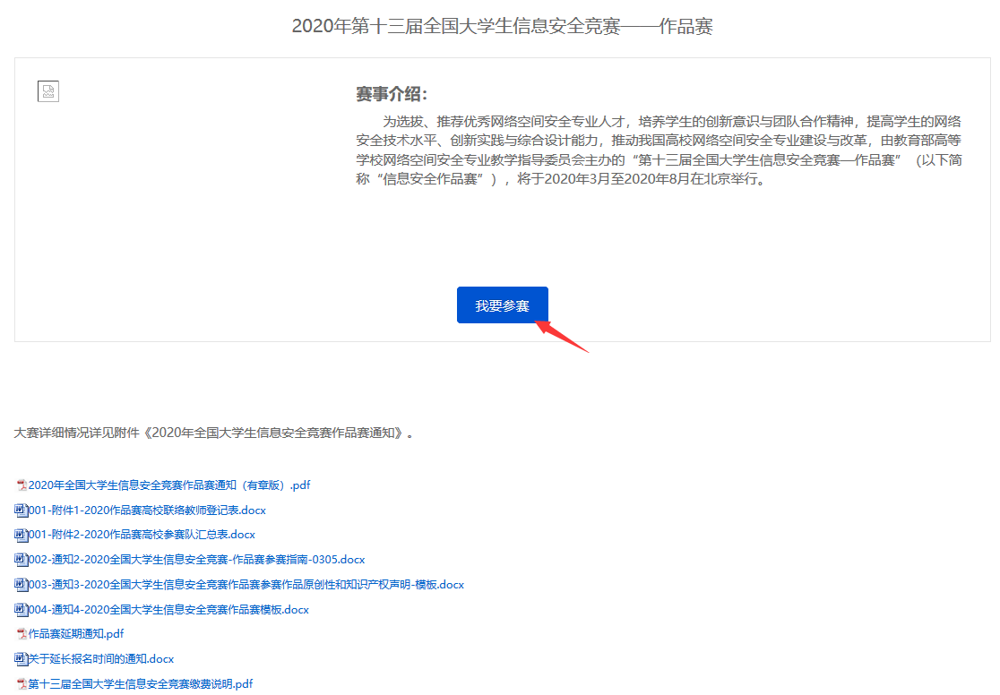 2020年第十三届全国大学生信息安全竞赛——作品赛
赛事介绍：
为选拔、推荐优秀网络空间安全专业人才，培养学生的创新意识与团队合作精神，提高学生的网络
安全技术水平、创新实践与综合设计能力，推动我国高校网络空间安全专业建设与改革，由教育部高等
学校网络空间安全专业教学指导委员会主办的“第十三届全国大学生信息安全竞赛—作品赛”（以下简
称“信息安全作品赛”），将于2020年3月至2020年8月在北京举行。
我要参赛
大赛详细情况详见附件《2020年全国大学生信息安全竞赛作品赛通知》。
2020年全国大学生信息安全竞赛作品赛通知（有章版）.pdf
001-附件1-2020作品赛高校联络教师登记表.docx
001-附件2-2020作品赛高校参赛队汇总表.docx
002-通知2-2020全国大学生信息安全竞赛-作品赛参赛指南-0305.docx
003-通知3-2020全国大学生信息安全竞赛作品赛参赛作品原创性和知识产权声明-模板.docx
004-通知4-2020全国大学生信息安全竞赛作品赛模板.docx
作品赛延期通知.pdf
关于延长报名时间的通知.docx
第十三届全国大学生信息安全竞赛缴费说明.pdf